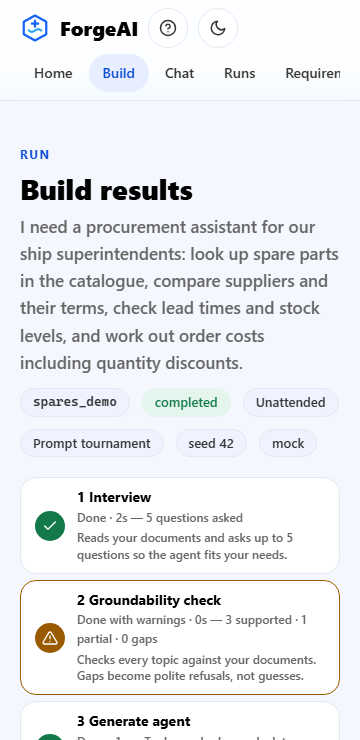 ForgeAI
Home Build Chat Runs
RUN
Build results
I need a procurement assistant for our
ship superintendents: look up spare parts
in the catalogue, compare suppliers and
their terms, check lead times and stock
levels, and work out order costs
including quantity discounts.
spares_demo completed Unattended
Prompt tournament seed 42 mock
1 Interview
Done · 2s — 5 questions asked
Reads your documents and asks up to 5
questions so the agent fits your needs.
2 Groundability check
Done with warnings · 0s — 3 supported · 1
partial · 0 gaps
Checks every topic against your documents.
Gaps become polite refusals, not guesses.
3 Generate agent